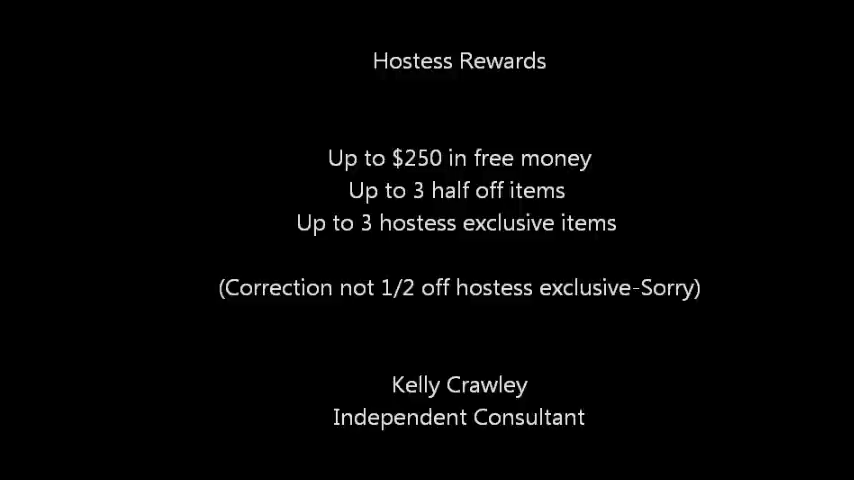 Hostess Rewards
Up to $250 in free money
Up to 3 half off items
Up to 3 hostess exclusive items
(Correction not 1/2 off hostess exclusive-Sorry)
Kelly Crawley
Independent Consultant